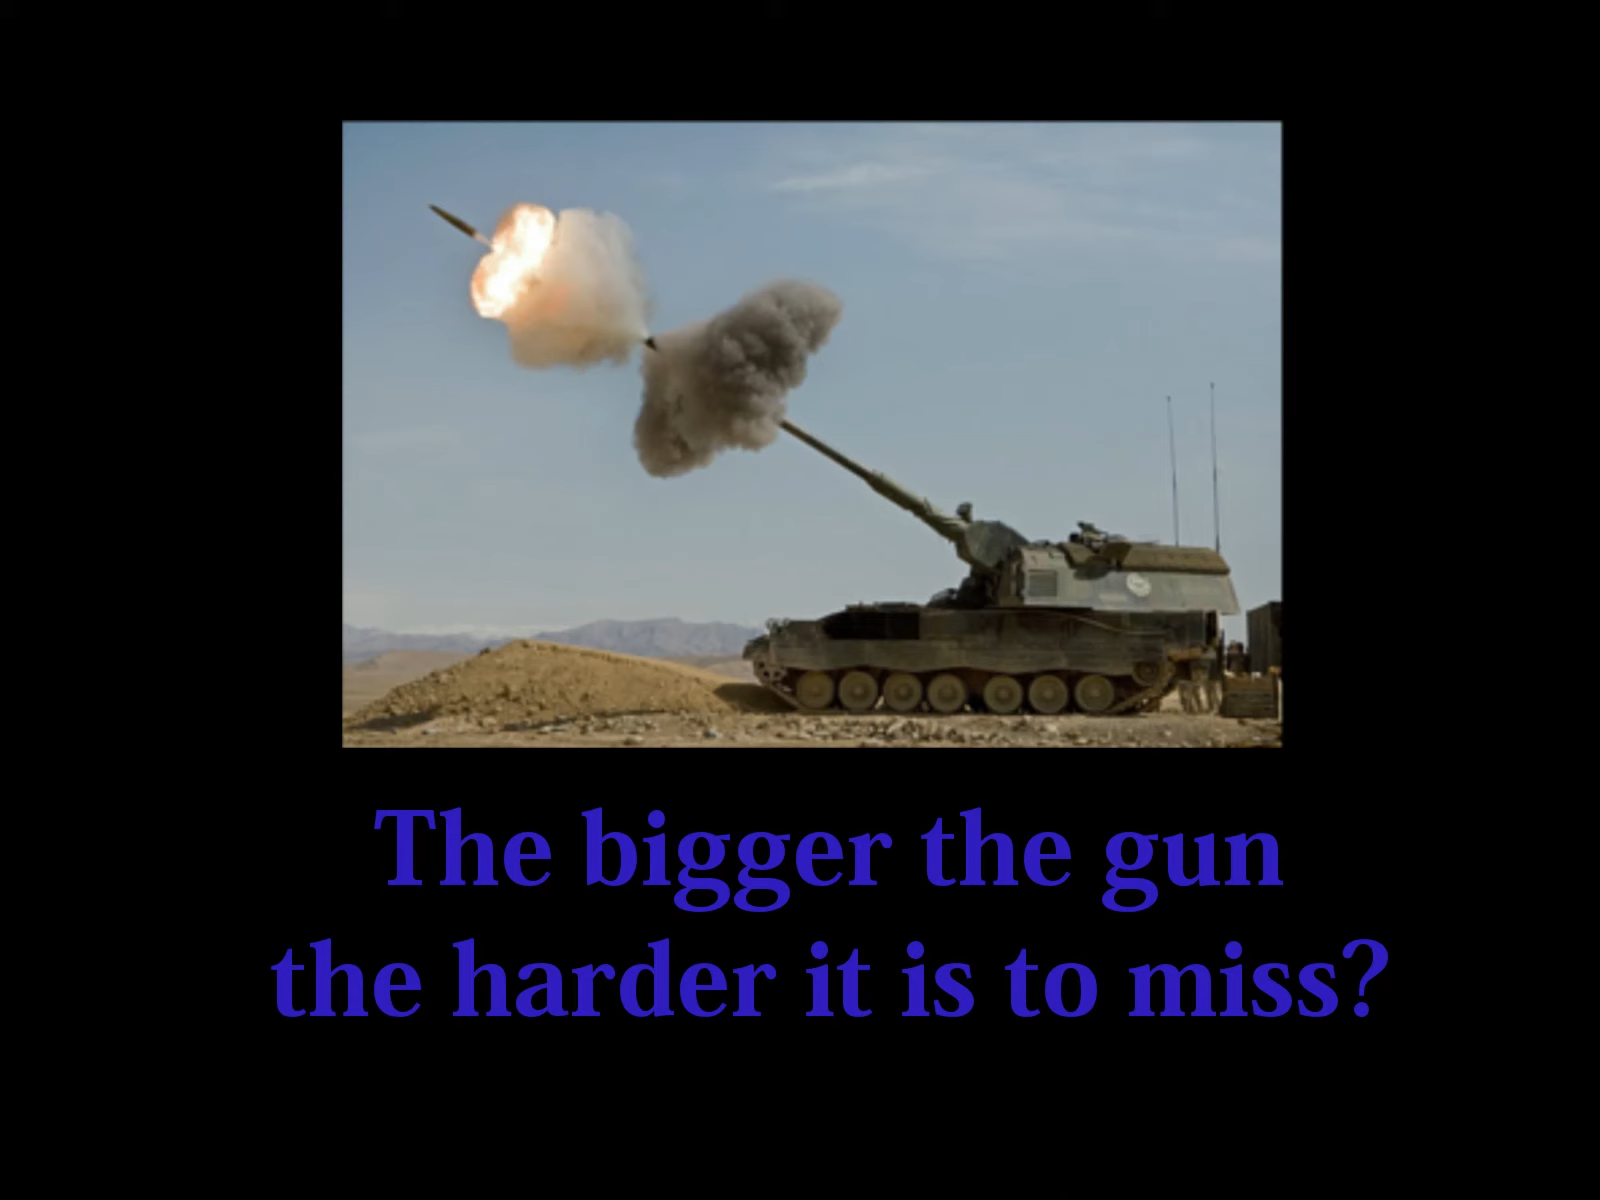 The bigger the gun
the harder it is to miss?